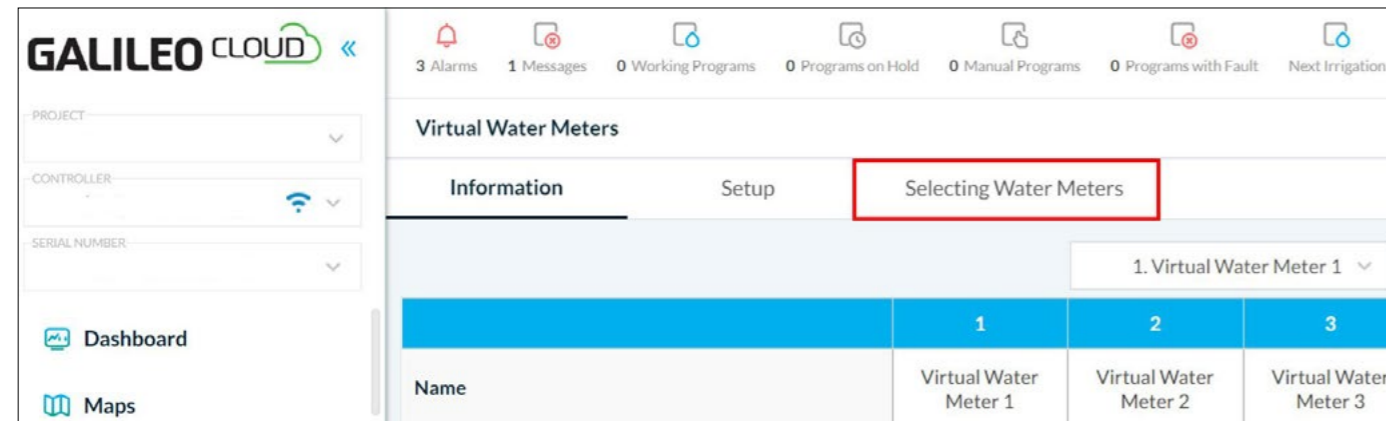 GALILEO CLOUD «
3 Alarms 1 Messages 0 Working Programs 0 Programs on Hold 0 Manual Programs 0 Programs with Fault Next Irrigation
PROJECT
Virtual Water Meters
CONTROLLER
Information Setup Selecting Water Meters
SERIAL NUMBER
1. Virtual Water Meter 1
1 2 3
Dashboard
Name
Virtual Water Virtual Water Virtual Water
Meter 1 Meter 2 Meter 3
Maps